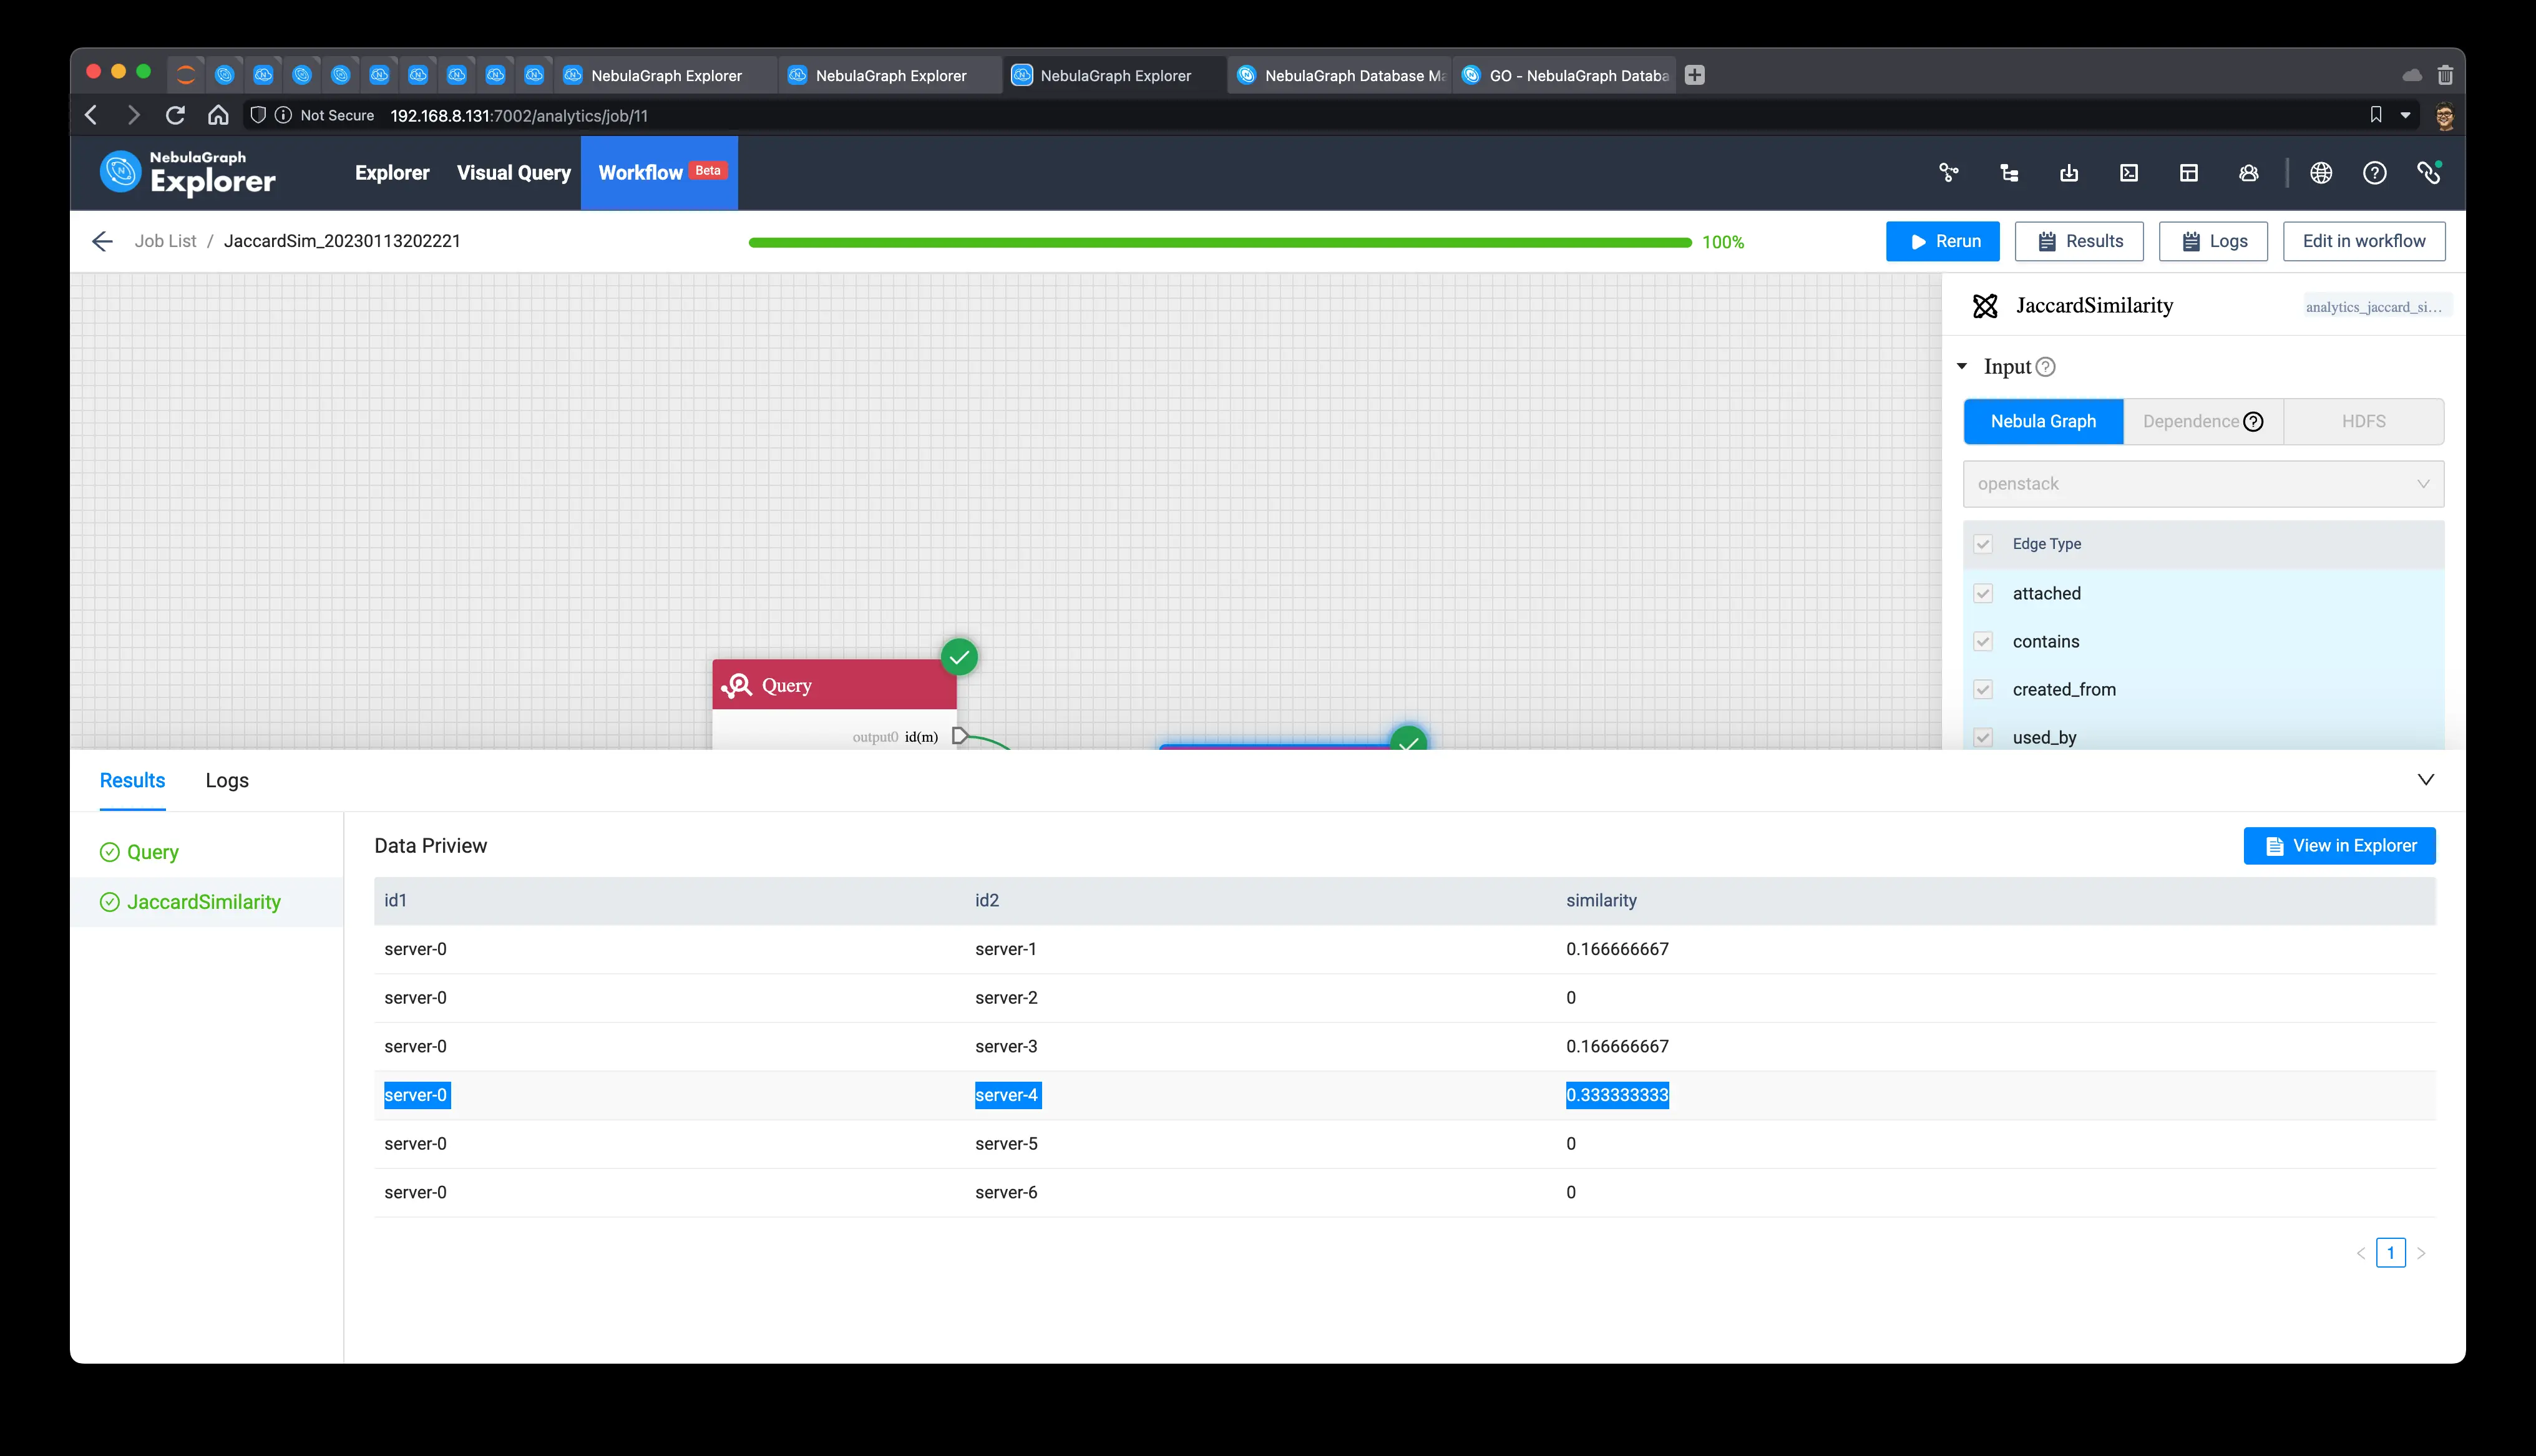 NebulaGraph Explorer
NebulaGraph Explorer
NebulaGraph Explorer
NebulaGraph Database Ma
GO - NebulaGraph Databa
Not Secure 192.168.8.131:7002/analytics/job/11
NebulaGraph
Explorer
Explorer
Visual Query
Workflow Beta
Job List / JaccardSim_20230113202221
100%
Rerun
Results
Logs
Edit in workflow
JaccardSimilarity
analytics_jaccard_si...
Input
Nebula Graph
Dependence
HDFS
openstack
Edge Type
attached
contains
created_from
used_by
Query
output0 id(m)
Results
Logs
Query
JaccardSimilarity
Data Priview
View in Explorer
id1 id2 similarity
server-0 server-1 0.166666667
server-0 server-2 0
server-0 server-3 0.166666667
server-0 server-4 0.333333333
server-0 server-5 0
server-0 server-6 0
1